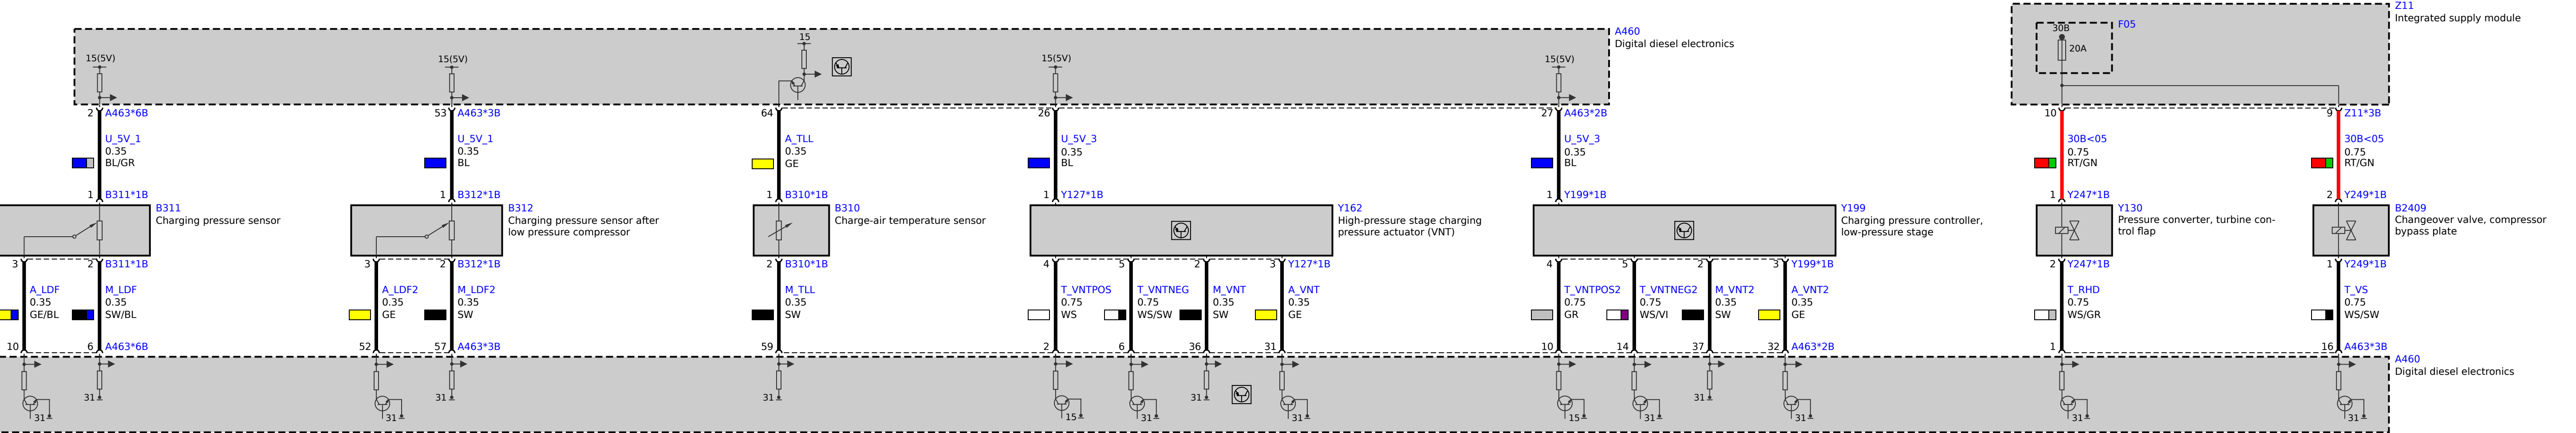 Z11
Integrated supply module
F05
30B
20A
A460
Digital diesel electronics
15
15(5V)
15(5V)
15(5V)
15(5V)
2 A463*6B
53 A463*3B
64
26
27 A463*2B
10
9 Z11*3B
U_5V_1
0.35
BL/GR
U_5V_1
0.35
BL
A_TLL
0.35
GE
U_5V_3
0.35
BL
U_5V_3
0.35
BL
30B<05
0.75
RT/GN
30B<05
0.75
RT/GN
1 B311*1B
1 B312*1B
1 B310*1B
1 Y127*1B
1 Y199*1B
1 Y247*1B
2 Y249*1B
B311
Charging pressure sensor
B312
Charging pressure sensor after
low pressure compressor
B310
Charge-air temperature sensor
Y162
High-pressure stage charging
pressure actuator (VNT)
Y199
Charging pressure controller,
low-pressure stage
Y130
Pressure converter, turbine con-
trol flap
B2409
Changeover valve, compressor
bypass plate
3
2 B311*1B
3
2 B312*1B
2 B310*1B
4
5
2
3 Y127*1B
4
5
2
3 Y199*1B
2 Y247*1B
1 Y249*1B
A_LDF
0.35
GE/BL
M_LDF
0.35
SW/BL
A_LDF2
0.35
GE
M_LDF2
0.35
SW
M_TLL
0.35
SW
T_VNTPOS
0.75
WS
T_VNTNEG
0.75
WS/SW
M_VNT
0.35
SW
A_VNT
0.35
GE
T_VNTPOS2
0.75
GR
T_VNTNEG2
0.75
WS/VI
M_VNT2
0.35
SW
A_VNT2
0.35
GE
T_RHD
0.75
WS/GR
T_VS
0.75
WS/SW
10
6 A463*6B
52
57 A463*3B
59
2
6
36
31
10
14
37
32 A463*2B
1
16 A463*3B
A460
Digital diesel electronics
31
31
31
31
31
15
31
31
31
15
31
31
31
31
31